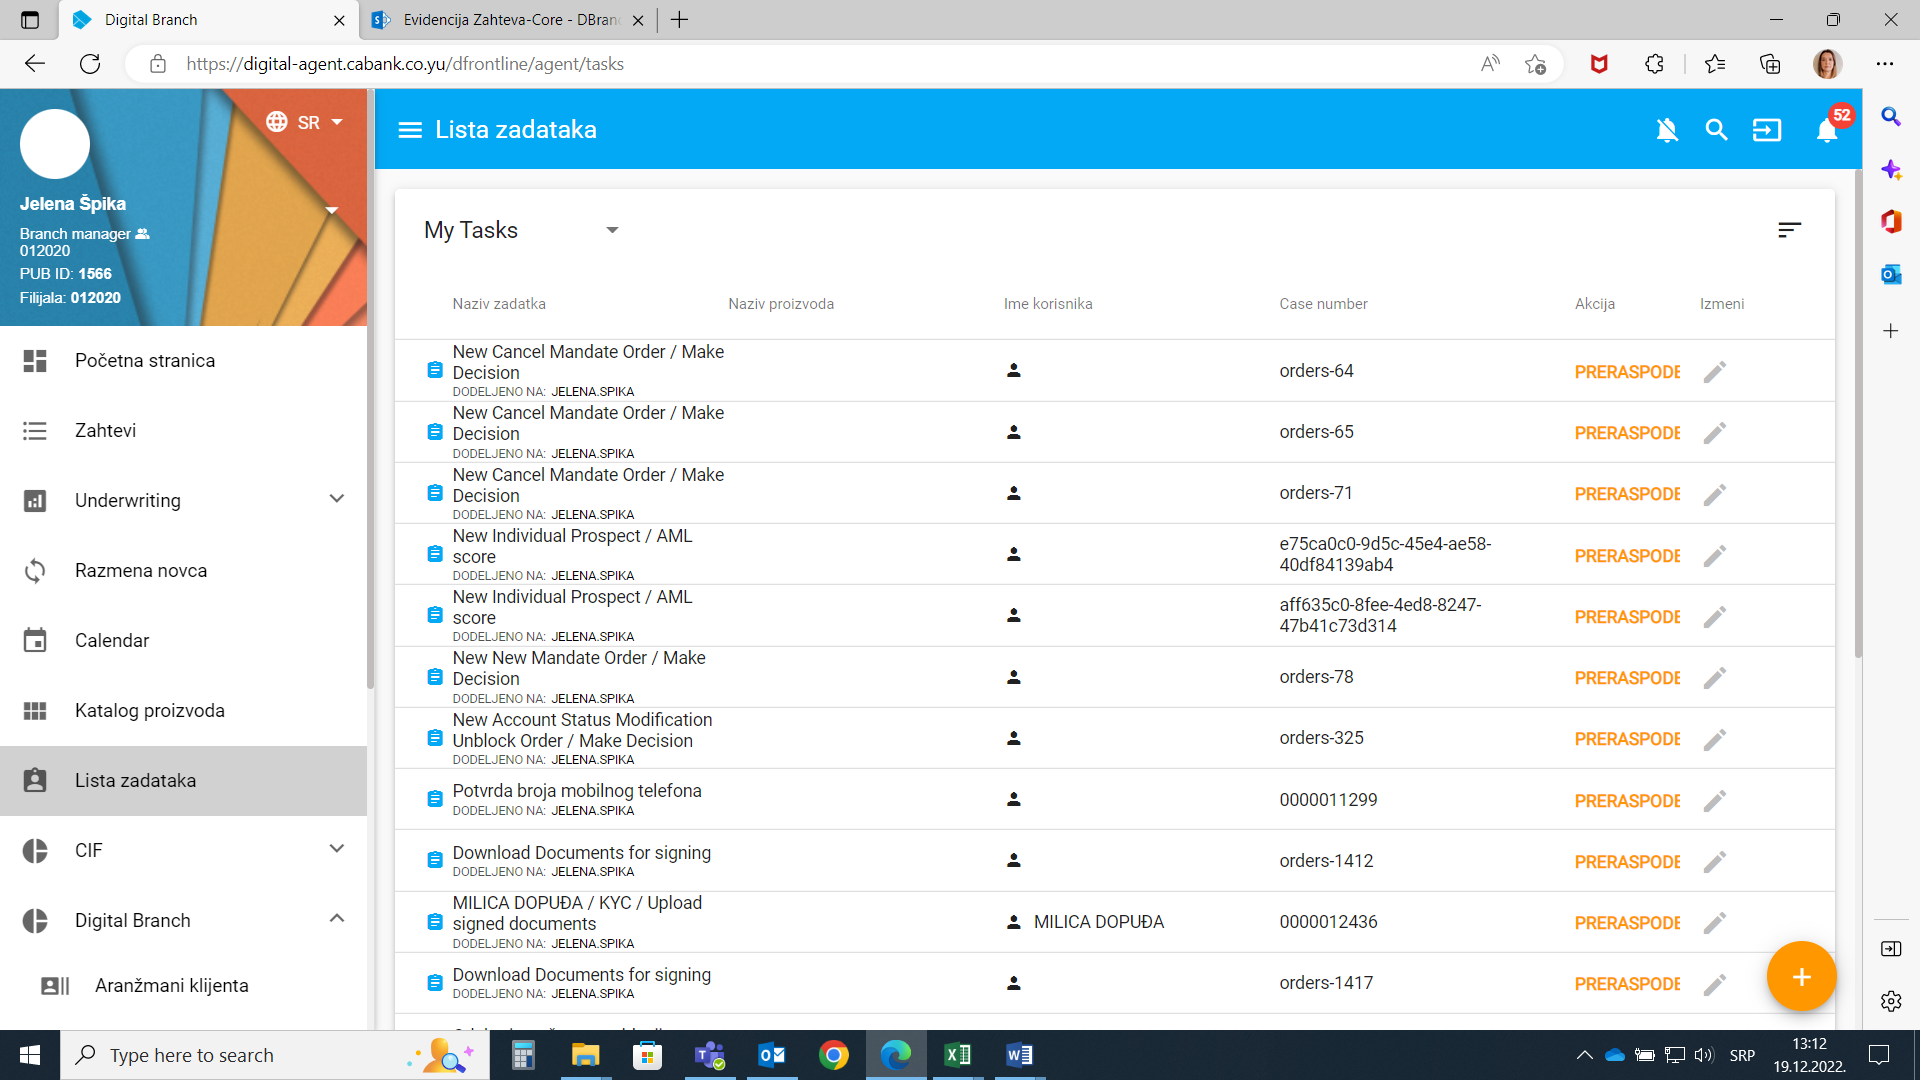 Digital Branch
Evidencija Zahteva-Core - DBran
https://digital-agent.cabank.co.yu/dfrontline/agent/tasks
SR
Jelena Špika
Branch manager
012020
PUB ID: 1566
Filijala: 012020
Početna stranica
Zahtevi
Underwriting
Razmena novca
Calendar
Katalog proizvoda
Lista zadataka
CIF
Digital Branch
Aranžmani klijenta
Lista zadataka
52
My Tasks
Naziv zadatka Naziv proizvoda Ime korisnika Case number Akcija Izmeni
New Cancel Mandate Order / Make
Decision
DODELJENO NA: JELENA.SPIKA
orders-64
PRERASPODE
New Cancel Mandate Order / Make
Decision
DODELJENO NA: JELENA.SPIKA
orders-65
PRERASPODE
New Cancel Mandate Order / Make
Decision
DODELJENO NA: JELENA.SPIKA
orders-71
PRERASPODE
New Individual Prospect / AML
score
DODELJENO NA: JELENA.SPIKA
e75ca0c0-9d5c-45e4-ae58-
40df84139ab4
PRERASPODE
New Individual Prospect / AML
score
DODELJENO NA: JELENA.SPIKA
aff635c0-8fee-4ed8-8247-
47b41c73d314
PRERASPODE
New New Mandate Order / Make
Decision
DODELJENO NA: JELENA.SPIKA
orders-78
PRERASPODE
New Account Status Modification
Unblock Order / Make Decision
DODELJENO NA: JELENA.SPIKA
orders-325
PRERASPODE
Potvrda broja mobilnog telefona
DODELJENO NA: JELENA.SPIKA
0000011299
PRERASPODE
Download Documents for signing
DODELJENO NA: JELENA.SPIKA
orders-1412
PRERASPODE
MILICA DOPUĐA / KYC / Upload
signed documents
DODELJENO NA: JELENA.SPIKA
MILICA DOPUĐA
0000012436
PRERASPODE
Download Documents for signing
DODELJENO NA: JELENA.SPIKA
orders-1417
PRERASPODE
Type here to search
SRP
13:12
19.12.2022.